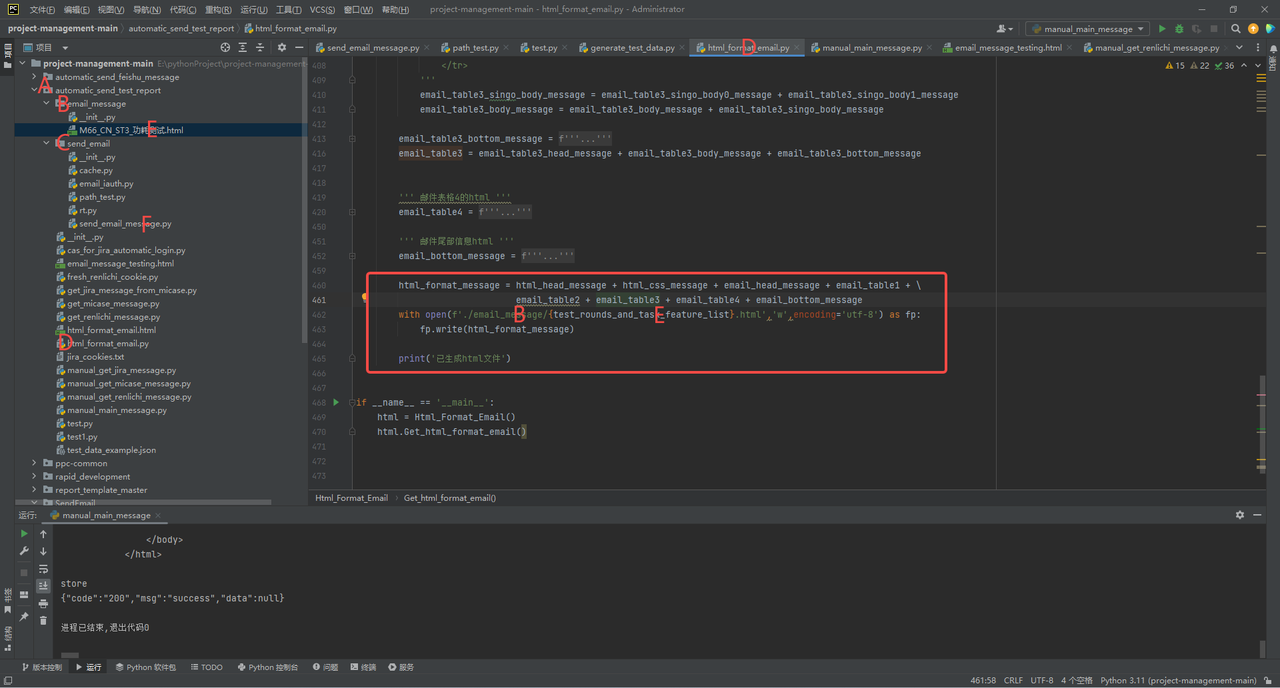 文件(F) 编辑(E) 视图(V) 导航(N) 代码(C) 重构(R) 运行(U) 工具(T) VCS(S) 窗口(W) 帮助(H) project-management-main - html_format_email.py - Administrator
project-management-main automatic_send_test_report html_format_email.py manual_main_message
项目 send_email_message.py path_test.py test.py generate_test_data.py html_format_email.py manual_main_message.py email_message_testing.html manual_get_renlichi_message.py
D
project-management-main E:\pythonProject\project-management-
automatic_send_feishu_message
A
automatic_send_test_report
B
email_message
__init__.py
M66_CN_ST3_功耗测试.html
E
C
send_email
__init__.py
cache.py
email_iauth.py
path_test.py
rt.py
send_email_message.py
F
__init__.py
cas_for_jira_automatic_login.py
email_message_testing.html
fresh_renlichi_cookie.py
get_jira_message_from_micase.py
get_micase_message.py
get_renlichi_message.py
html_format_email.html
html_format_email.py
D
jira_cookies.txt
manual_get_jira_message.py
manual_get_micase_message.py
manual_get_renlichi_message.py
manual_main_message.py
test.py
test1.py
test_data_example.json
ppc-common
rapid_development
report_template_master
SendEmail
15 22 36
408 </tr>
409 '''
410 email_table3_singo_body_message = email_table3_singo_body0_message + email_table3_singo_body1_message
411 email_table3_body_message = email_table3_body_message + email_table3_singo_body_message
412
413 email_table3_bottom_message = f'''...'''
416 email_table3 = email_table3_head_message + email_table3_body_message + email_table3_bottom_message
417
418
419 ''' 邮件表格4的html '''
420 email_table4 = f'''...'''
450
451 ''' 邮件尾部信息html '''
452 email_bottom_message = f'''...'''
459
460 html_format_message = html_head_message + html_css_message + email_head_message + email_table1 + \
461 email_table2 + email_table3 + email_table4 + email_bottom_message
462 with open(f'./email_message/{test_rounds_and_task_feature_list}.html','w',encoding='utf-8') as fp:
B E
463 fp.write(html_format_message)
464
465 print('已生成html文件')
466
467
468 if __name__ == '__main__':
469 html = Html_Format_Email()
470 html.Get_html_format_email()
471
472
473
Html_Format_Email Get_html_format_email()
运行: manual_main_message
</body>
</html>
store
{"code":"200","msg":"success","data":null}
进程已结束,退出代码0
版本控制 运行 Python 软件包 TODO Python 控制台 问题 终端 服务
461:58 CRLF UTF-8 4 个空格 Python 3.11 (project-management-main)